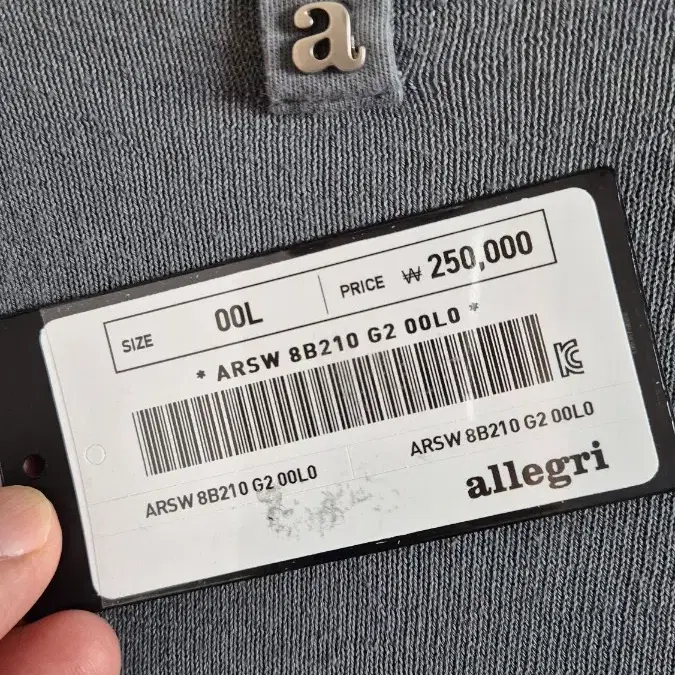 a
SIZE 00L PRICE ₩ 250,000
* ARSW 8B210 G2 00L0 *
ARSW 8B210 G2 00L0 ARSW 8B210 G2 00L0
allegri